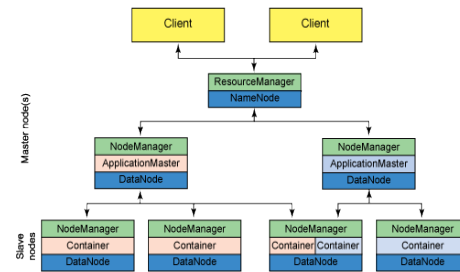 Client Client
ResourceManager
NameNode
Master node(s)
NodeManager NodeManager
ApplicationMaster ApplicationMaster
DataNode DataNode
Slave
nodes
NodeManager NodeManager NodeManager NodeManager
Container Container Container Container Container
DataNode DataNode DataNode DataNode